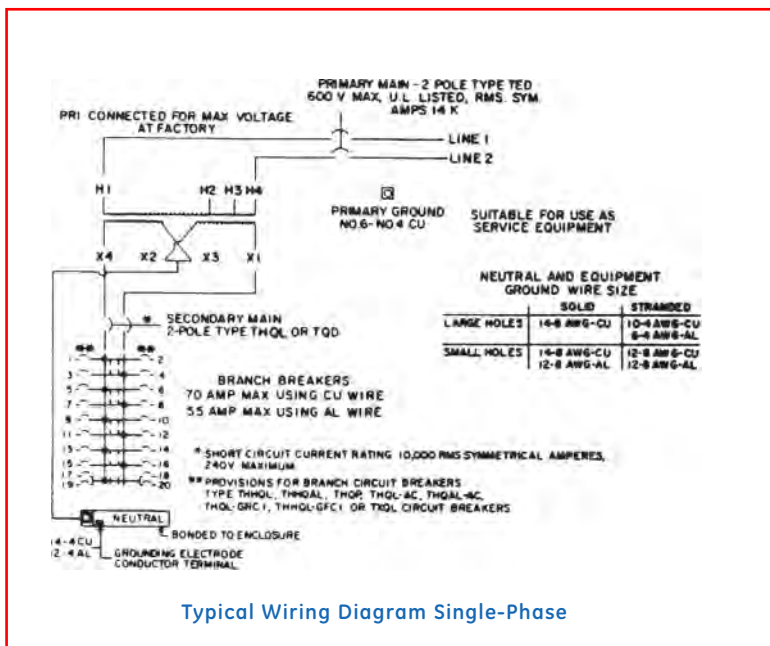 PRIMARY MAIN - 2 POLE TYPE TED
600 V MAX, U.L. LISTED, RMS. SYM.
AMPS 14 K
PRI CONNECTED FOR MAX VOLTAGE
AT FACTORY
LINE 1
LINE 2
H1 H2 H3 H4
PRIMARY GROUND
NO.6-NO.4 CU
SUITABLE FOR USE AS
SERVICE EQUIPMENT
X4 X2 X3 X1
NEUTRAL AND EQUIPMENT
GROUND WIRE SIZE
SOLID STRANDED
LARGE HOLES 14-8 AWG-CU 10-4 AWG-CU
6-4 AWG-AL
SMALL HOLES 14-8 AWG-CU 12-8 AWG-CU
12-8 AWG-AL 12-8 AWG-AL
* SECONDARY MAIN
2-POLE TYPE THQL OR TQD
** **
1 2
3 4
5 6
7 8
9 10
11 12
13 14
15 16
17 18
19 20
BRANCH BREAKERS
70 AMP MAX USING CU WIRE
55 AMP MAX USING AL WIRE
* SHORT CIRCUIT CURRENT RATING 10,000 RMS SYMMETRICAL AMPERES,
240V MAXIMUM
** PROVISIONS FOR BRANCH CIRCUIT BREAKERS
TYPE THHQL, THQP, THQL-AC,
OR TXQL CIRCUIT BREAKERS
NEUTRAL
BONDED TO ENCLOSURE
14-4 CU
12-4 AL
GROUNDING ELECTRODE
CONDUCTOR TERMINAL
Typical Wiring Diagram Single-Phase